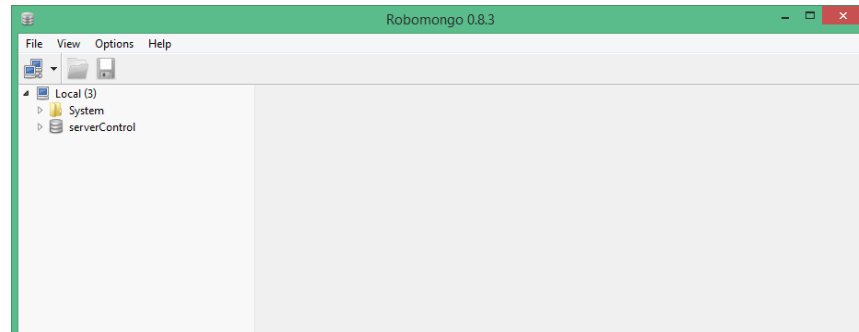 Robomongo 0.8.3
File View Options Help
Local (3)
System
serverControl